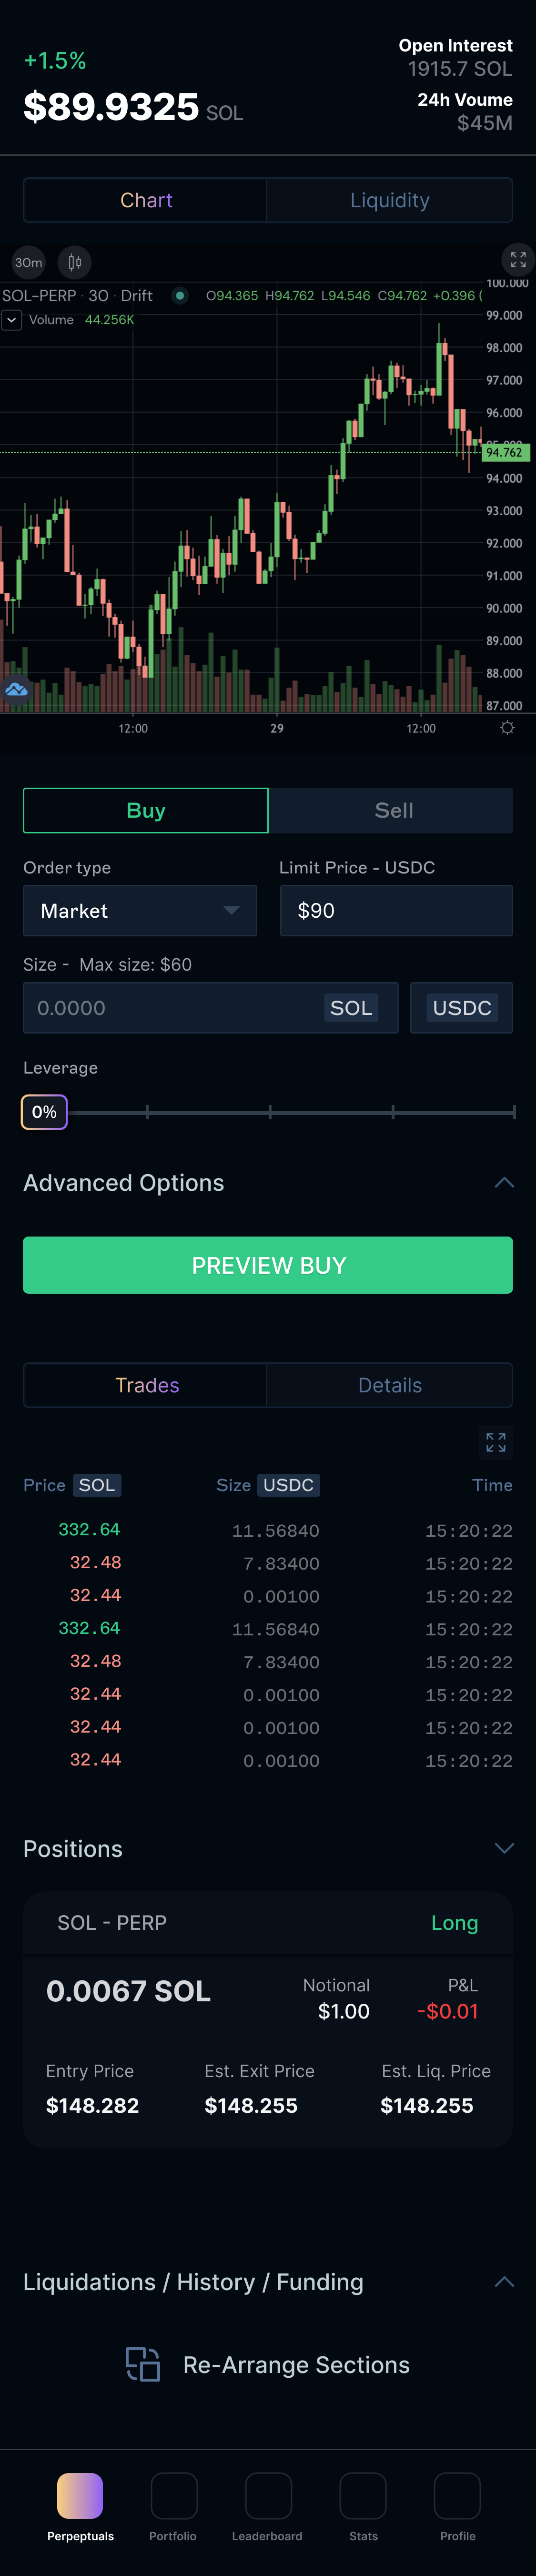 +1.5%
$89.9325 SOL
Open Interest
1915.7 SOL
24h Voume
$45M
Chart
Liquidity
30m
SOL-PERP · 30 · Drift O94.365 H94.762 L94.546 C94.762 +0.396 (
Volume 44.256K
100.000
99.000
98.000
97.000
96.000
95.000
94.762
94.000
93.000
92.000
91.000
90.000
89.000
88.000
87.000
12:00 29 12:00
Buy
Sell
Order type
Limit Price - USDC
Market
$90
Size - Max size: $60
0.0000 SOL USDC
Leverage
0%
Advanced Options
PREVIEW BUY
Trades
Details
Price SOL Size USDC Time
332.64 11.56840 15:20:22
32.48 7.83400 15:20:22
32.44 0.00100 15:20:22
332.64 11.56840 15:20:22
32.48 7.83400 15:20:22
32.44 0.00100 15:20:22
32.44 0.00100 15:20:22
32.44 0.00100 15:20:22
Positions
SOL - PERP Long
0.0067 SOL
Notional
$1.00
P&L
-$0.01
Entry Price Est. Exit Price Est. Liq. Price
$148.282 $148.255 $148.255
Liquidations / History / Funding
Re-Arrange Sections
Perpeptuals Portfolio Leaderboard Stats Profile